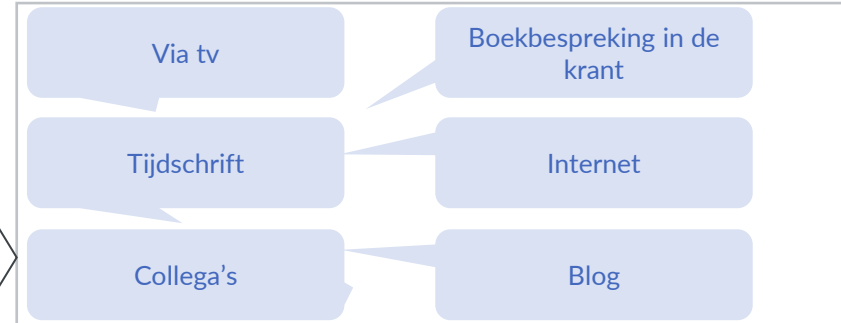 Via tv
Boekbespreking in de
krant
Tijdschrift
Internet
Collega's
Blog